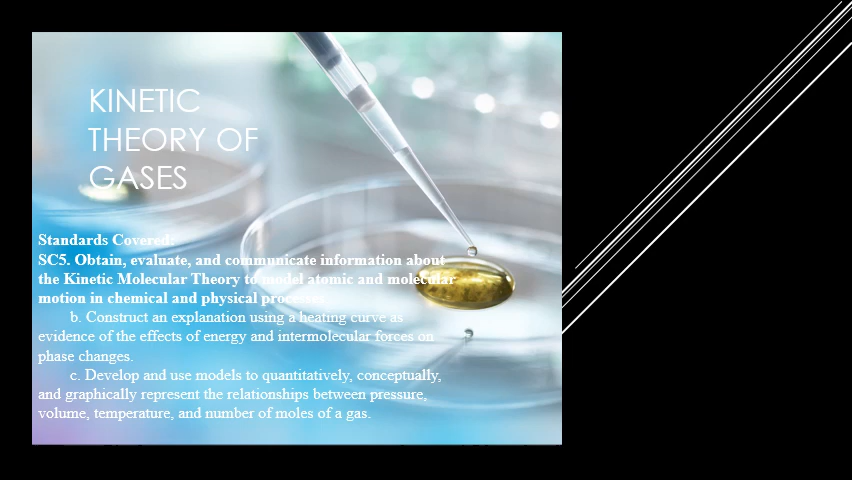 KINETIC
THEORY OF
GASES
Standards Covered:
SC5. Obtain, evaluate, and communicate information about
the Kinetic Molecular Theory to model atomic and molecular
motion in chemical and physical processes.
b. Construct an explanation using a heating curve as
evidence of the effects of energy and intermolecular forces on
phase changes.
c. Develop and use models to quantitatively, conceptually,
and graphically represent the relationships between pressure,
volume, temperature, and number of moles of a gas.